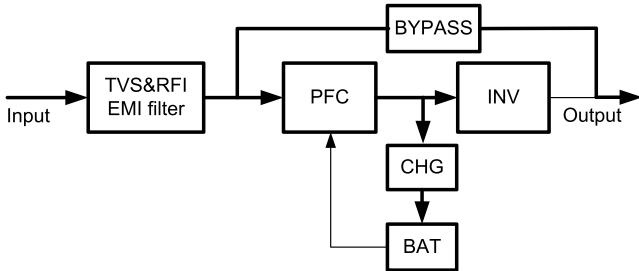 BYPASS
TVS&RFI
EMI filter
PFC
INV
Input
Output
CHG
BAT